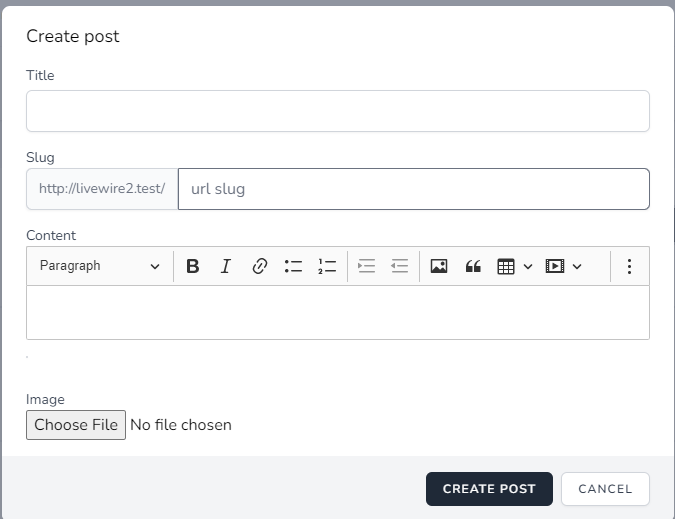 Create post
Title
Slug
http://livewire2.test/ url slug
Content
Paragraph B I
Image
Choose File No file chosen
CREATE POST CANCEL